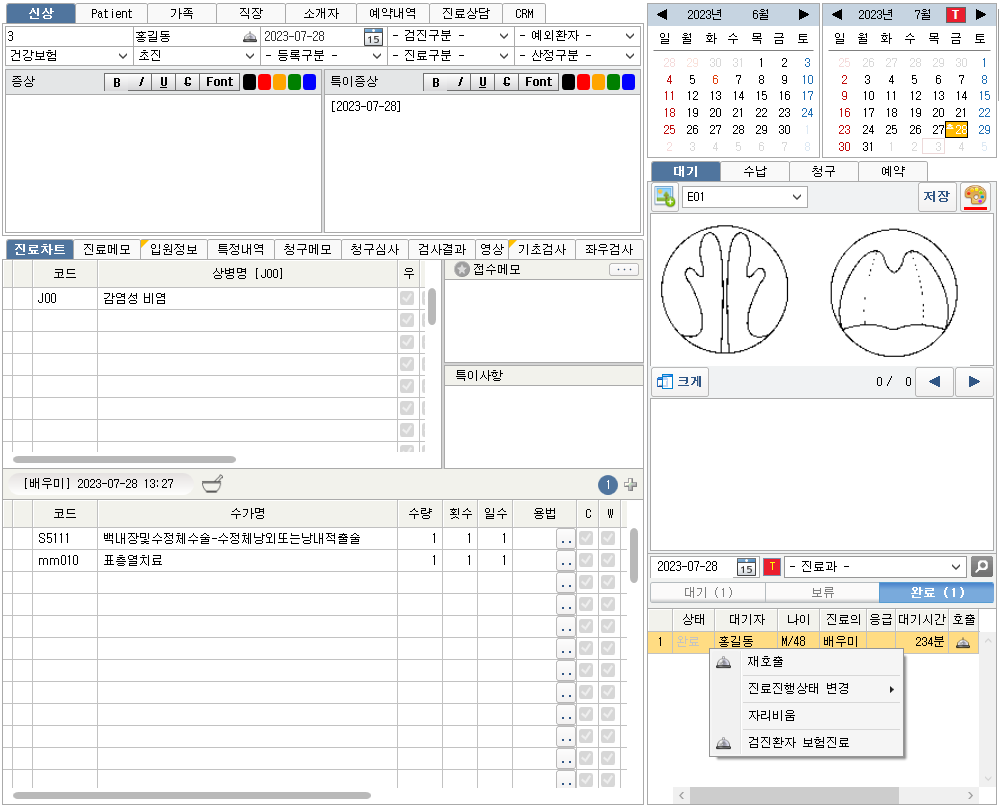 신상 Patient 가족 직장 소개자 예약내역 진료상담 CRM
3 홍길동 2023-07-28 15 - 검진구분 - - 예외환자 -
건강보험 초진 - 등록구분 - - 진료구분 - - 산정구분 -
증상 B I U C Font
특이증상 B I U C Font
[2023-07-28]
진료차트 진료메모 입원정보 특정내역 청구메모 청구심사 검사결과 영상 기초검사 좌우검사
코드 상병명 [J00] 우
J00 감염성 비염
접수메모 ...
특이사항
[배우미] 2023-07-28 13:27 1
코드 수가명 수량 횟수 일수 용법 C W
S5111 백내장및수정체수술-수정체낭외또는낭내적출술 1 1 1 ..
mm010 표층열치료 1 1 1 ..
..
..
..
..
..
..
..
..
..
..
2023년 6월
일 월 화 수 목 금 토
28 29 30 31 1 2 3
4 5 6 7 8 9 10
11 12 13 14 15 16 17
18 19 20 21 22 23 24
25 26 27 28 29 30 1
2 3 4 5 6 7 8
2023년 7월 T
일 월 화 수 목 금 토
25 26 27 28 29 30 1
2 3 4 5 6 7 8
9 10 11 12 13 14 15
16 17 18 19 20 21 22
23 24 25 26 27 28 29
30 31 1 2 3 4 5
대기 수납 청구 예약
E01 저장
크게 0 / 0
2023-07-28 15 T - 진료과 -
대기 (1) 보류 완료 (1)
상태 대기자 나이 진료의 응급 대기시간 호출
1 완료 홍길동 M/48 배우미 234분
재호출
진료진행상태 변경
자리비움
검진환자 보험진료